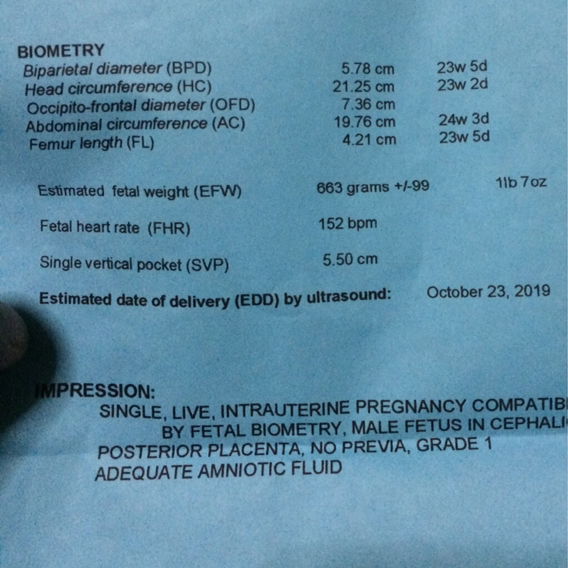 BIOMETRY
Biparietal diameter (BPD) 5.78 cm 23w 5d
Head circumference (HC) 21.25 cm 23w 2d
Occipito-frontal diameter (OFD) 7.36 cm
Abdominal circumference (AC) 19.76 cm 24w 3d
Femur length (FL) 4.21 cm 23w 5d
Estimated fetal weight (EFW) 663 grams +/-99 1lb 7oz
Fetal heart rate (FHR) 152 bpm
Single vertical pocket (SVP) 5.50 cm
Estimated date of delivery (EDD) by ultrasound: October 23, 2019
IMPRESSION:
SINGLE, LIVE, INTRAUTERINE PREGNANCY COMPATIB
BY FETAL BIOMETRY, MALE FETUS IN CEPHALI
POSTERIOR PLACENTA, NO PREVIA, GRADE 1
ADEQUATE AMNIOTIC FLUID